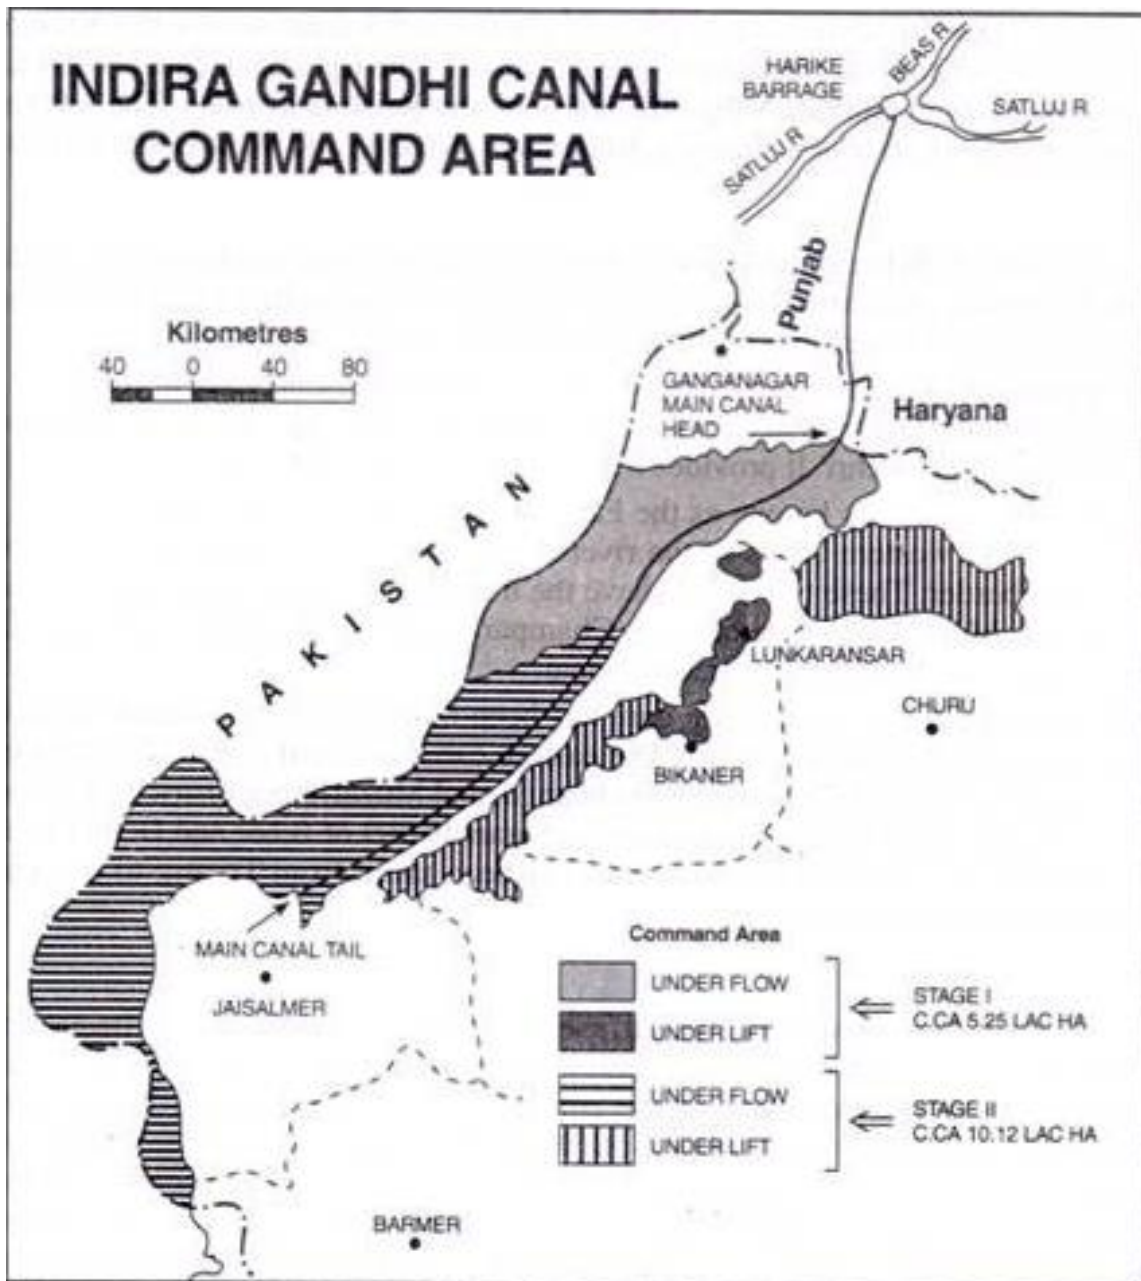 INDIRA GANDHI CANAL
COMMAND AREA
HARIKE
BARRAGE
BEAS R
SATLUJ R
SATLUJ R
Punjab
Kilometres
40 0 40 80
GANGANAGAR
MAIN CANAL
HEAD
Haryana
PAKISTAN
LUNKARANSAR
CHURU
BIKANER
MAIN CANAL TAIL
JAISALMER
BARMER
Command Area
UNDER FLOW
UNDER LIFT
STAGE I
C.CA 5.25 LAC HA
UNDER FLOW
UNDER LIFT
STAGE II
C.CA 10.12 LAC HA